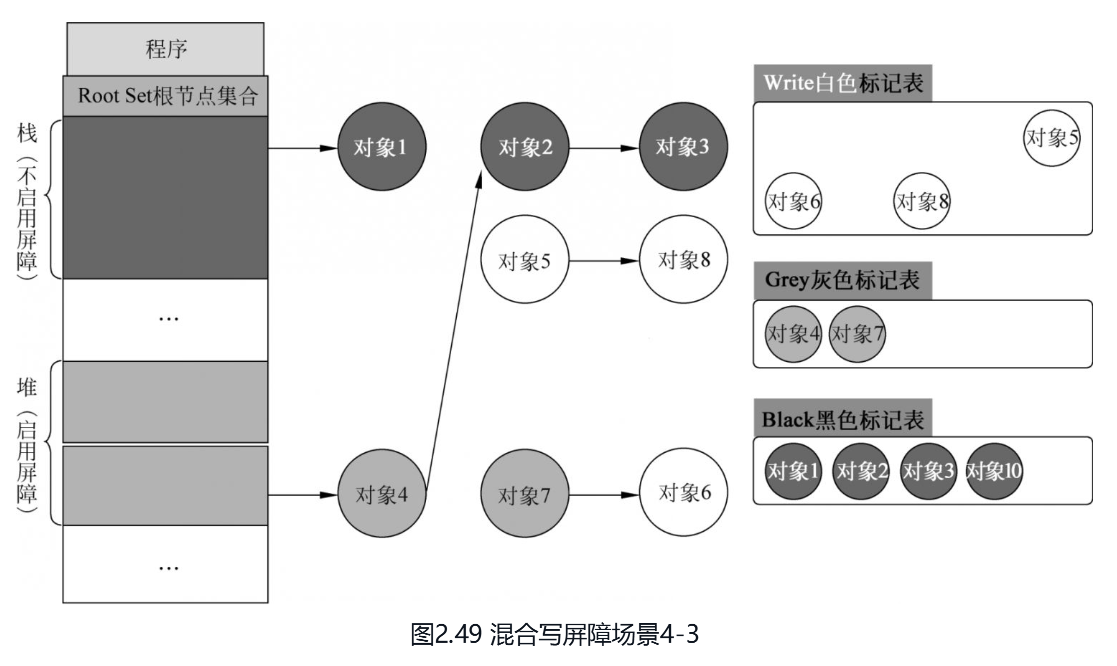 程序
Root Set根节点集合
栈（不启用屏障）
…
堆（启用屏障）
…
对象1
对象2
对象3
对象5
对象8
对象4
对象7
对象6
Write白色标记表
对象5
对象6
对象8
Grey灰色标记表
对象4
对象7
Black黑色标记表
对象1
对象2
对象3
对象10
图2.49 混合写屏障场景4-3